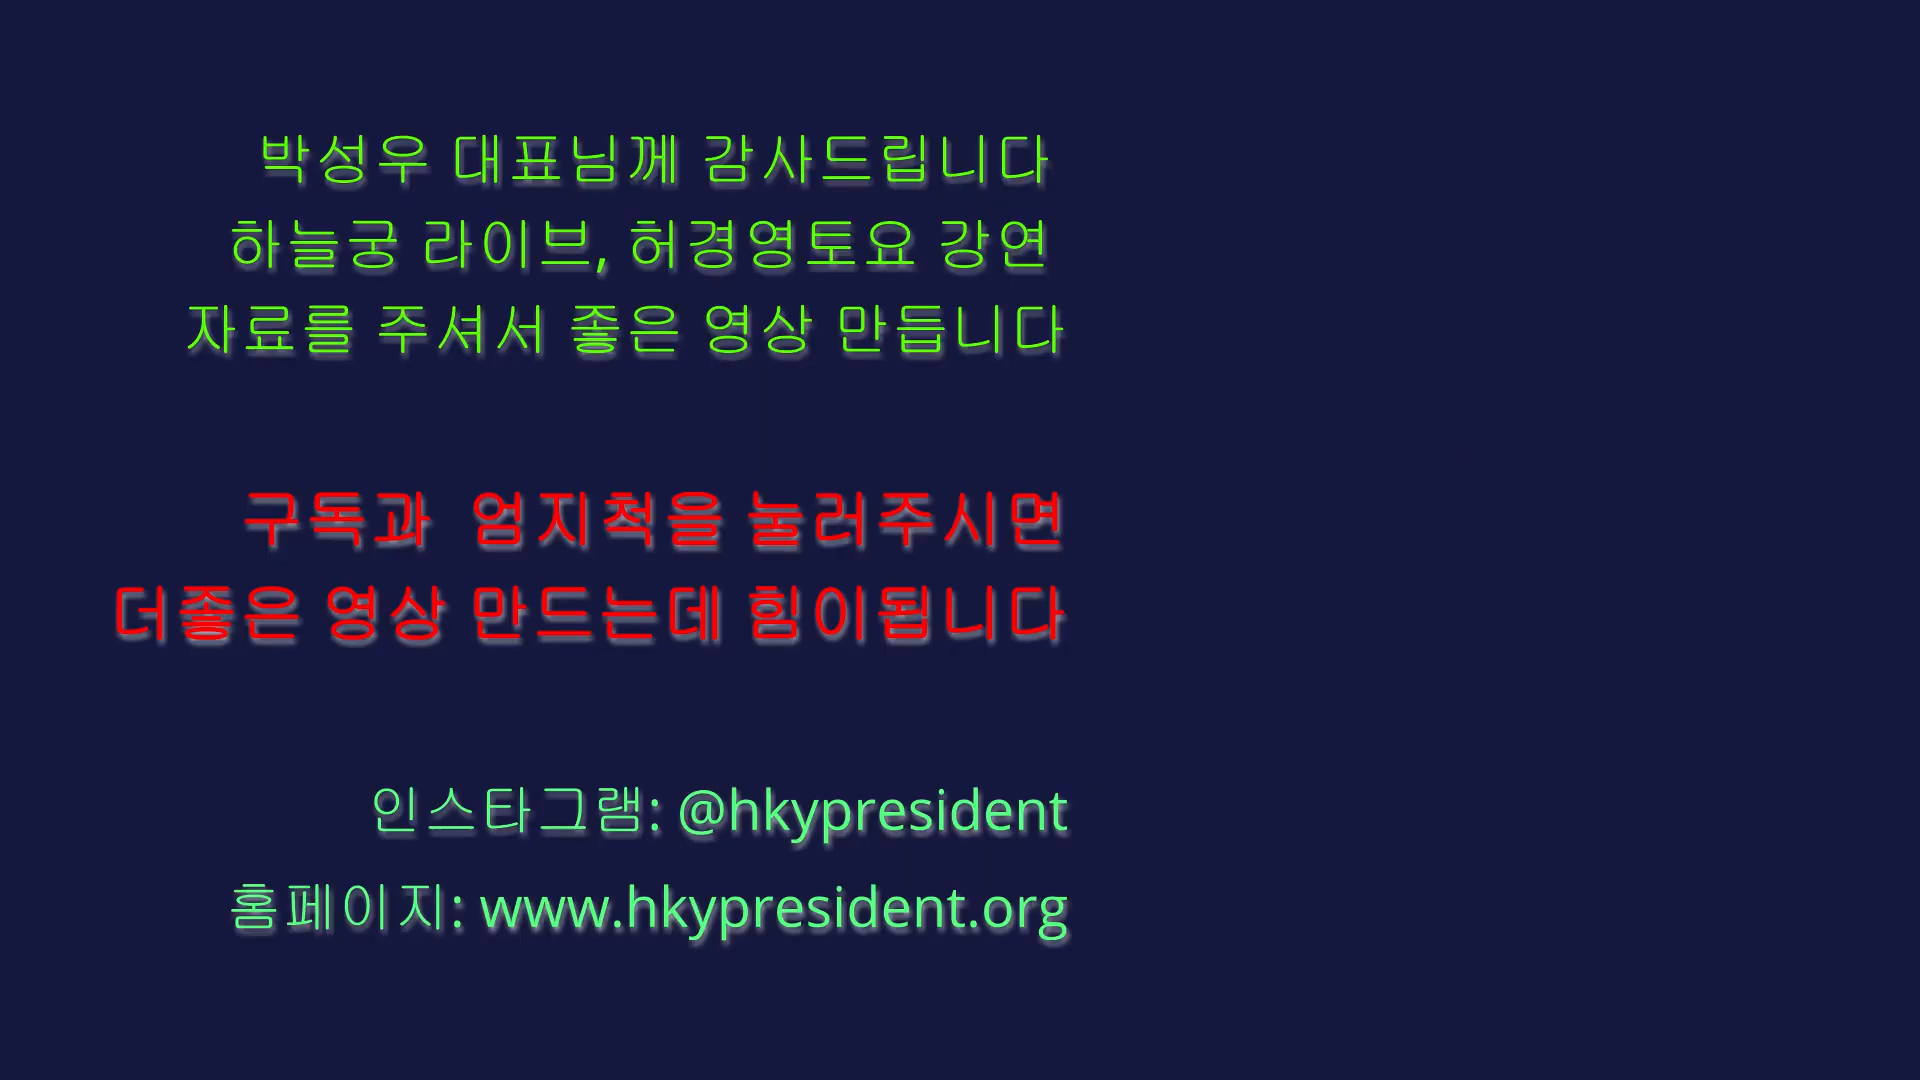 박성우 대표님께 감사드립니다
하늘궁 라이브, 허경영토요 강연
자료를 주셔서 좋은 영상 만듭니다
구독과 엄지척을 눌러주시면
더좋은 영상 만드는데 힘이됩니다
인스타그램: @hkypresident
홈페이지: www.hkypresident.org